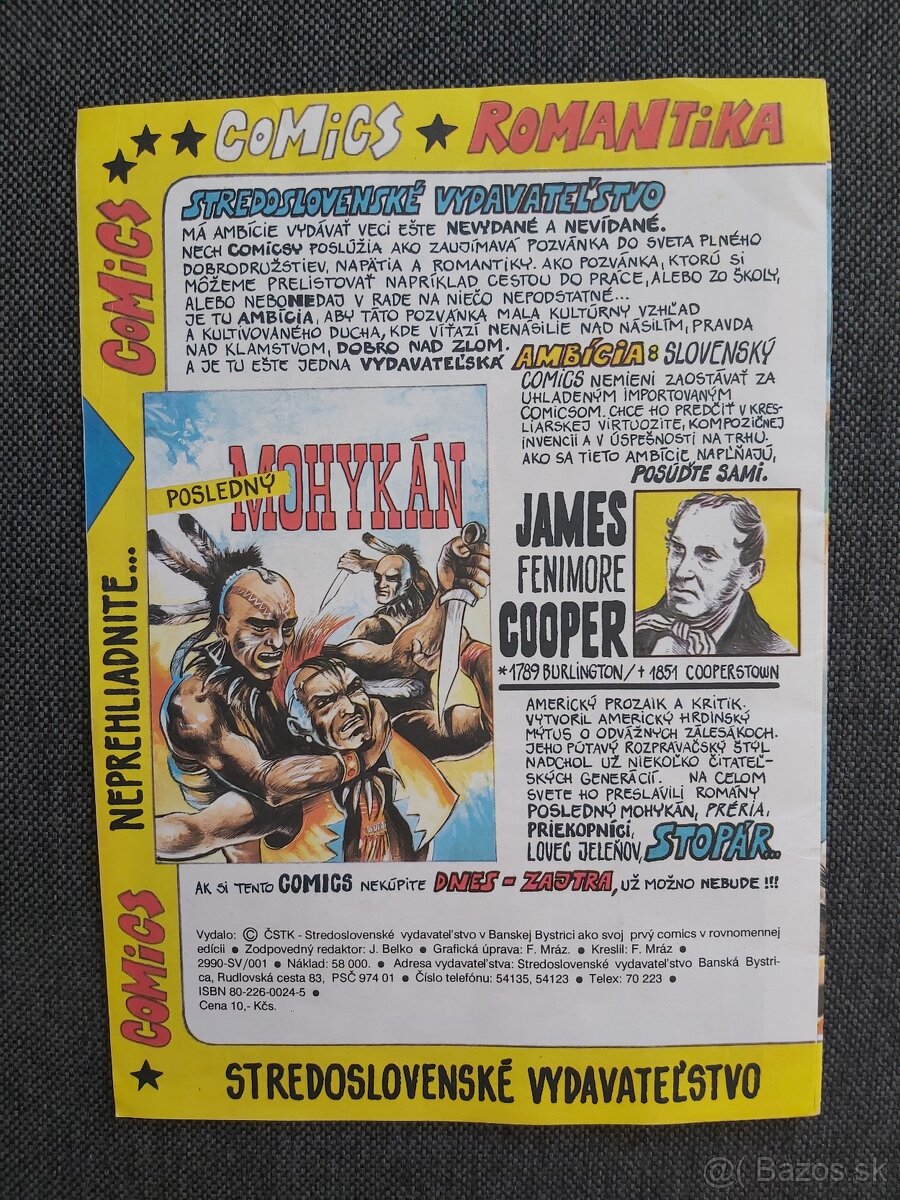 COMICS ★ ROMANTIKA
COMICS
NEPREHLIADNITE...
COMICS
STREDOSLOVENSKÉ VYDAVATEĽSTVO
MÁ AMBÍCIE VYDÁVAŤ VECI EŠTE NEVYDANÉ A NEVÍDANÉ.
NECH COMICSY POSLÚŽIA AKO ZAUJÍMAVÁ POZVÁNKA DO SVETA PLNÉHO
DOBRODRUŽSTIEV, NAPÄTIA A ROMANTIKY. AKO POZVÁNKA, KTORÚ SI
MÔŽEME PRELISTOVAŤ NAPRÍKLAD CESTOU DO PRÁCE, ALEBO ZO ŠKOLY,
ALEBO NEBONEDAJ V RADE NA NIEČO NEPODSTATNÉ...
JE TU AMBÍCIA, ABY TÁTO POZVÁNKA MALA KULTÚRNY VZHĽAD
A KULTIVOVANÉHO DUCHA, KDE VÍŤAZÍ NENÁSILIE NAD NÁSILÍM, PRAVDA
NAD KLAMSTVOM, DOBRO NAD ZLOM.
A JE TU EŠTE JEDNA VYDAVATEĽSKÁ AMBÍCIA: SLOVENSKÝ
COMICS NEMIENI ZAOSTÁVAŤ ZA
UHLADENÝM IMPORTOVANÝM
COMICSOM. CHCE HO PREDČIŤ V KRES-
LIARSKEJ VIRTUOZITE, KOMPOZIČNEJ
INVENCII A V ÚSPEŠNOSTI NA TRHU.
AKO SA TIETO AMBÍCIE NAPĹŇAJÚ,
POSÚĎTE SAMI.
POSLEDNÝ
MOHYKÁN
JAMES
FENIMORE
COOPER
*1789 BURLINGTON / + 1851 COOPERSTOWN
AMERICKÝ PROZAIK A KRITIK.
VYTVORIL AMERICKÝ HRDINSKÝ
MÝTUS O ODVÁŽNYCH ZÁLESÁKOCH.
JEHO PÚTAVÝ ROZPRÁVAČSKÝ ŠTÝL
NADCHOL UŽ NIEKOĽKO ČITATEĽ-
SKÝCH GENERÁCIÍ. NA CELOM
SVETE HO PRESLÁVILI ROMÁNY
POSLEDNÝ MOHYKÁN, PRÉRIA,
PRIEKOPNÍCI,
LOVEC JELEŇOV, STOPÁR...
AK SI TENTO COMICS NEKÚPITE DNES - ZAJTRA, UŽ MOŽNO NEBUDE !!!
Vydalo: © ČSTK - Stredoslovenské vydavateľstvo v Banskej Bystrici ako svoj prvý comics v rovnomennej
edícii ● Zodpovedný redaktor: J. Belko ● Grafická úprava: F. Mráz. ● Kreslil: F. Mráz ●
2990-SV/001 ● Náklad: 58 000. ● Adresa vydavateľstva: Stredoslovenské vydavateľstvo Banská Bystri-
ca, Rudlovská cesta 83, PSČ 974 01 ● Číslo telefónu: 54135, 54123 ● Telex: 70 223 ●
ISBN 80-226-0024-5 ●
Cena 10,- Kčs.
STREDOSLOVENSKÉ VYDAVATEĽSTVO
@( Bazos.sk